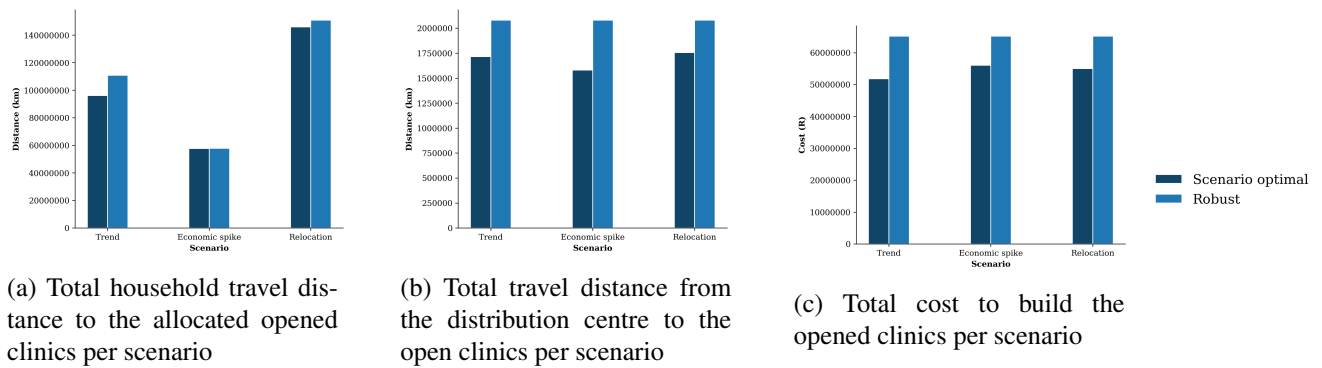 140000000
120000000
100000000
80000000
60000000
40000000
20000000
0
Distance (km)
Trend Economic spike Relocation
Scenario
(a) Total household travel dis-
tance to the allocated opened
clinics per scenario
2000000
1750000
1500000
1250000
1000000
750000
500000
250000
0
Distance (km)
Trend Economic spike Relocation
Scenario
(b) Total travel distance from
the distribution centre to the
open clinics per scenario
60000000
50000000
40000000
30000000
20000000
10000000
0
Cost (R)
Trend Economic spike Relocation
Scenario
(c) Total cost to build the
opened clinics per scenario
Scenario optimal
Robust